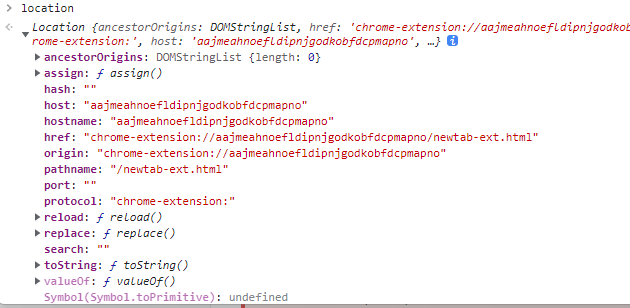 location
Location {ancestorOrigins: DOMStringList, href: 'chrome-extension://aajmeahnoefldipnjgodkob
rome-extension:', host: 'aajmeahnoefldipnjgodkobfdcpmapno', …}
ancestorOrigins: DOMStringList {length: 0}
assign: ƒ assign()
hash: ""
host: "aajmeahnoefldipnjgodkobfdcpmapno"
hostname: "aajmeahnoefldipnjgodkobfdcpmapno"
href: "chrome-extension://aajmeahnoefldipnjgodkobfdcpmapno/newtab-ext.html"
origin: "chrome-extension://aajmeahnoefldipnjgodkobfdcpmapno"
pathname: "/newtab-ext.html"
port: ""
protocol: "chrome-extension:"
reload: ƒ reload()
replace: ƒ replace()
search: ""
toString: ƒ toString()
valueOf: ƒ valueOf()
Symbol(Symbol.toPrimitive): undefined